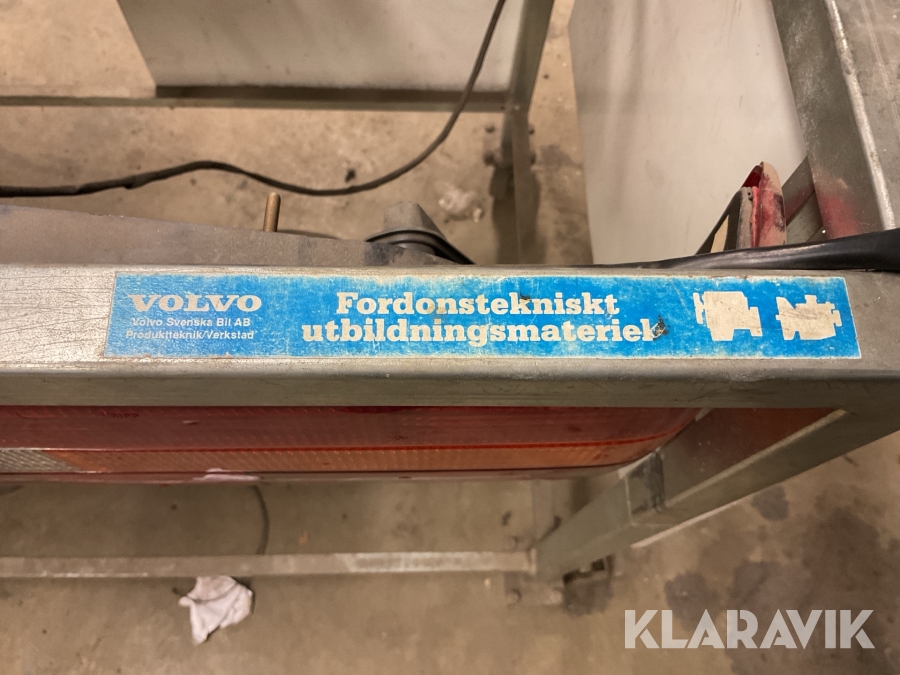 VOLVO
Volvo Svenska Bil AB
Produktteknik/Verkstad
Fordonstekniskt
utbildningsmateriel
KLARAVIK